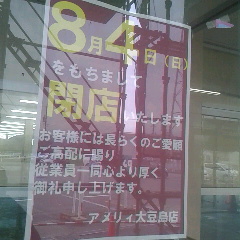 8月4日(日)
をもちまして
閉店いたします
お客様には長らくのご愛顧
ご高配に賜り
従業員一同心より厚く
御礼申し上げます。
アメリィ大豆島店